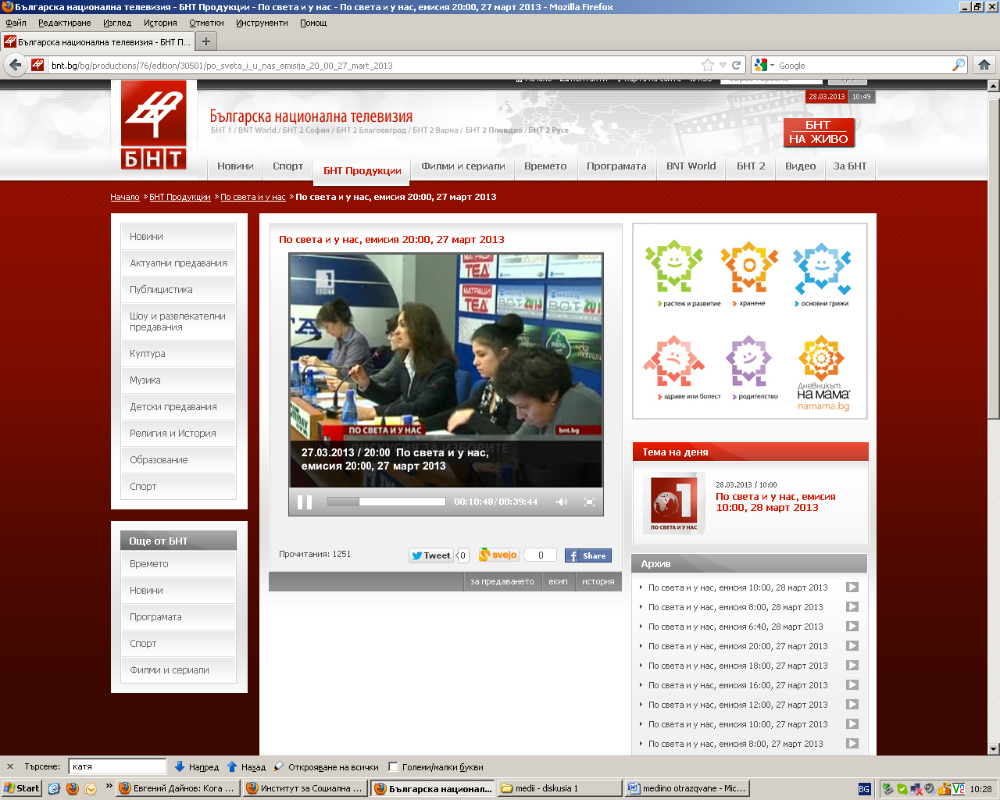 Българска национална телевизия - БНТ Продукции - По света и у нас - По света и у нас, емисия 20:00, 27 март 2013 - Mozilla Firefox
Файл Редактиране Изглед История Отметки Инструменти Помощ
Българска национална телевизия - БНТ П...
bnt.bg/bg/productions/76/edition/30501/po_sveta_i_u_nas_emisija_20_00_27_mart_2013
Google
28.03.2013 10:49
БНТ
Българска национална телевизия
БНТ 1 / BNT World / БНТ 2 София / БНТ 2 Благоевград / БНТ 2 Варна / БНТ 2 Пловдив / БНТ 2 Русе
БНТ
НА ЖИВО
Новини Спорт БНТ Продукции Филми и сериали Времето Програмата BNT World БНТ 2 Видео За БНТ
Начало » БНТ Продукции » По света и у нас » По света и у нас, емисия 20:00, 27 март 2013
Новини
Актуални предавания
Публицистика
Шоу и развлекателни
предавания
Култура
Музика
Детски предавания
Религия и История
Образование
Спорт
Още от БНТ
Времето
Новини
Програмата
Спорт
Филми и сериали
По света и у нас, емисия 20:00, 27 март 2013
МАТРАЦИ
ТЕД
МАТРАЦИ
ТЕД
ПО СВЕТА И У НАС
bnt.bg
ДИСКУСИЯ ЗА ИЗБОРИТЕ
27.03.2013 / 20:00 По света и у нас,
емисия 20:00, 27 март 2013
00:10:48/00:39:44
Прочитания: 1251
Tweet 0 svejo 0 Share
за предаването екип история
растеж и развитие хранене основни грижи
здраве или болест родителство
Дневникът
на мама
namama.bg
Тема на деня
1
ПО СВЕТА И У НАС
28.03.2013 / 10:00
По света и у нас, емисия
10:00, 28 март 2013
Архив
По света и у нас, емисия 10:00, 28 март 2013
По света и у нас, емисия 8:00, 28 март 2013
По света и у нас, емисия 6:40, 28 март 2013
По света и у нас, емисия 20:00, 27 март 2013
По света и у нас, емисия 18:00, 27 март 2013
По света и у нас, емисия 16:00, 27 март 2013
По света и у нас, емисия 12:00, 27 март 2013
По света и у нас, емисия 10:00, 27 март 2013
По света и у нас, емисия 8:00, 27 март 2013
Търсене: катя Напред Назад Открояване на всички Големи/малки букви
Start » Евгений Дайнов: Кога ... Институт за Социална ... Българска национал... medii - diskusia 1 mediino otrazqvane - Mic... BG 10:28